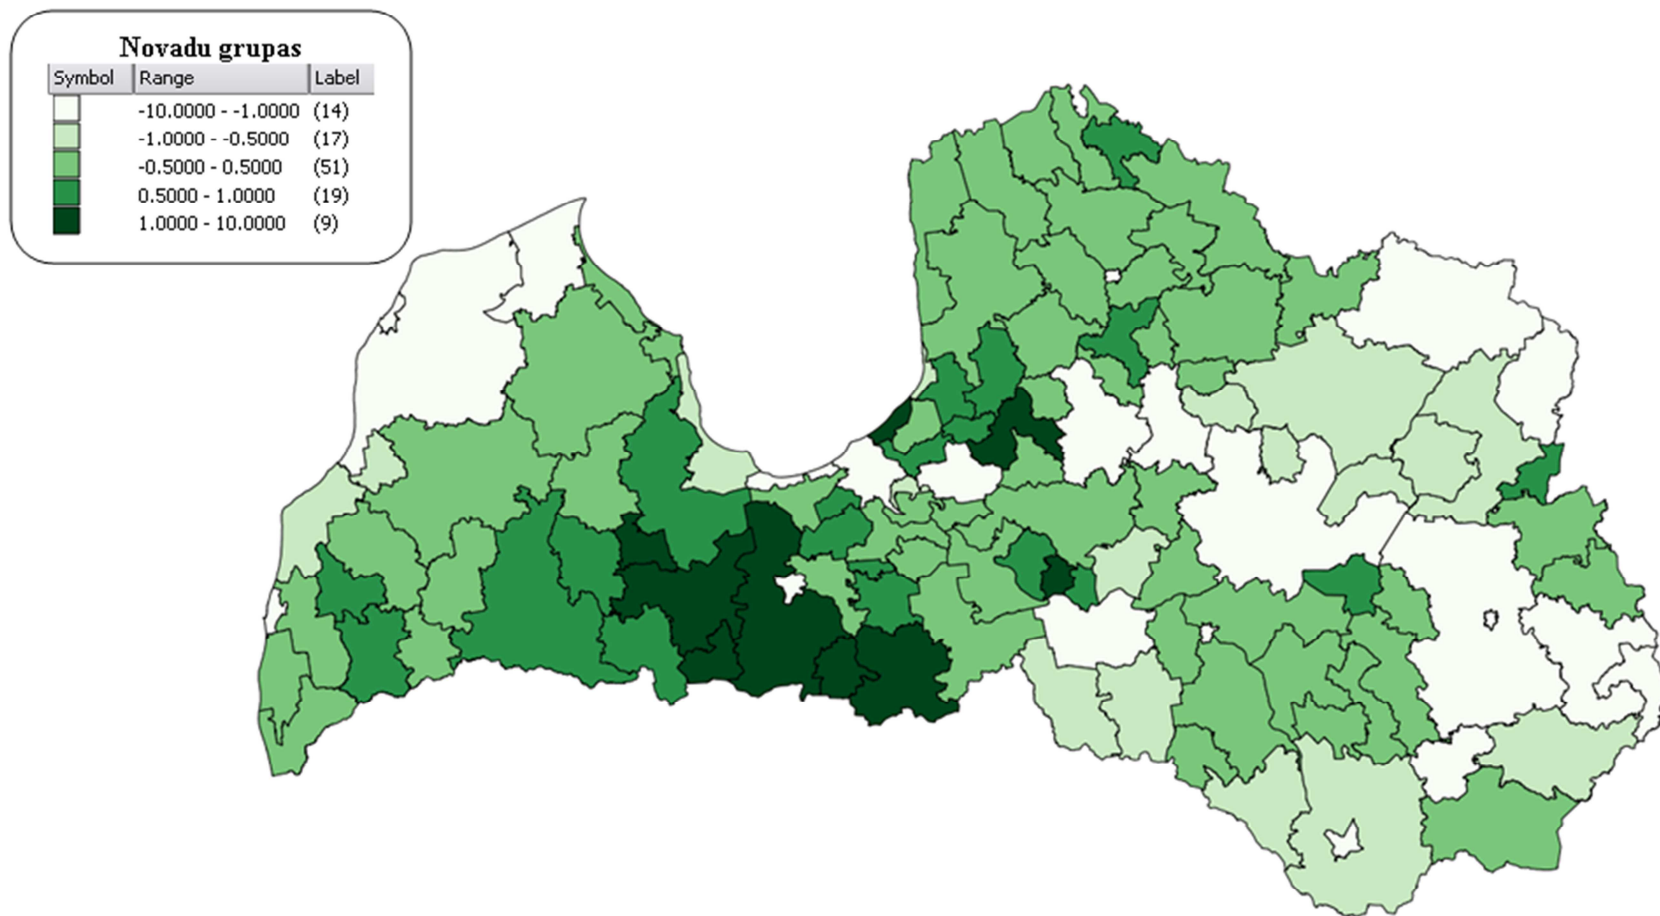 Novadu grupas
Symbol Range Label
-10.0000 - -1.0000 (14)
-1.0000 - -0.5000 (17)
-0.5000 - 0.5000 (51)
0.5000 - 1.0000 (19)
1.0000 - 10.0000 (9)